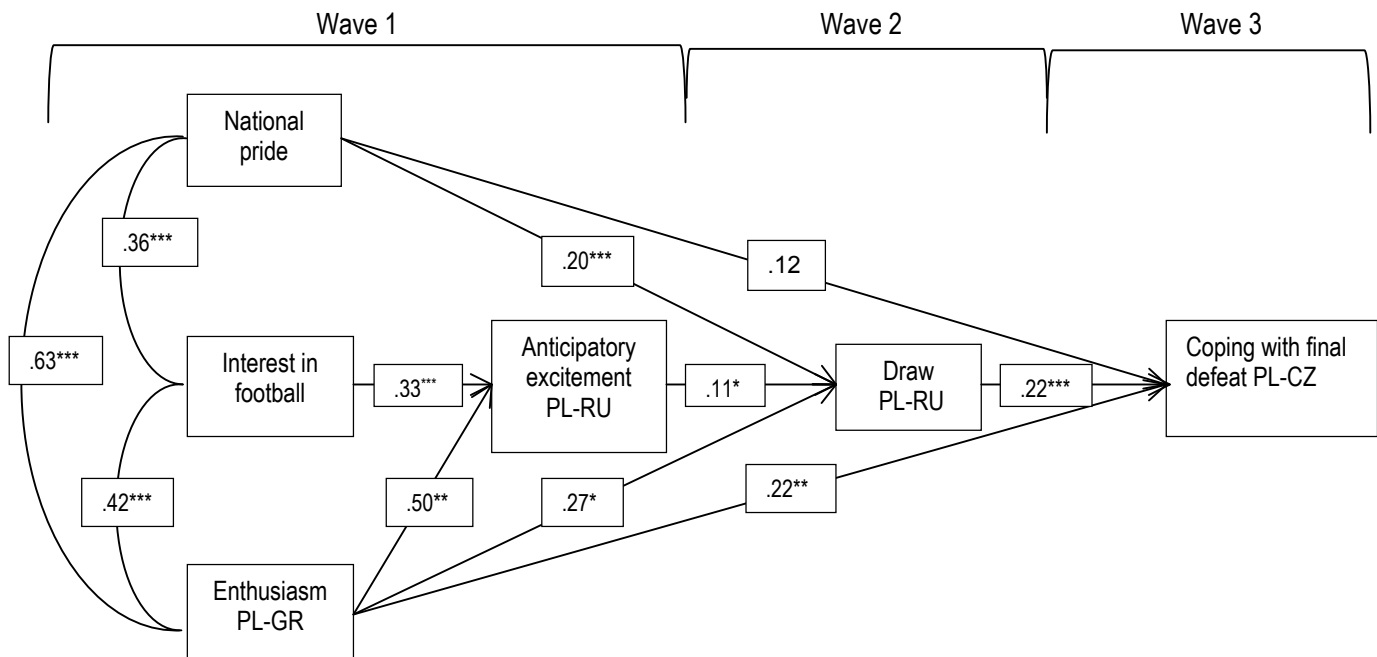 Wave 1
Wave 2
Wave 3
National
pride
.36***
.20***
.12
.63***
Interest in
football
.33***
Anticipatory
excitement
PL-RU
.11*
Draw
PL-RU
.22***
Coping with final
defeat PL-CZ
.42***
.50**
.27*
.22**
Enthusiasm
PL-GR